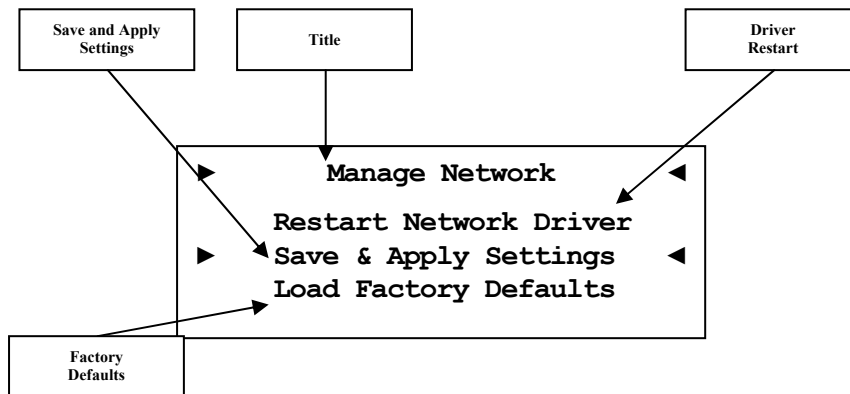 Save and Apply
Settings
Title
Driver
Restart
► Manage Network ◄
Restart Network Driver
► Save & Apply Settings ◄
Load Factory Defaults
Factory
Defaults